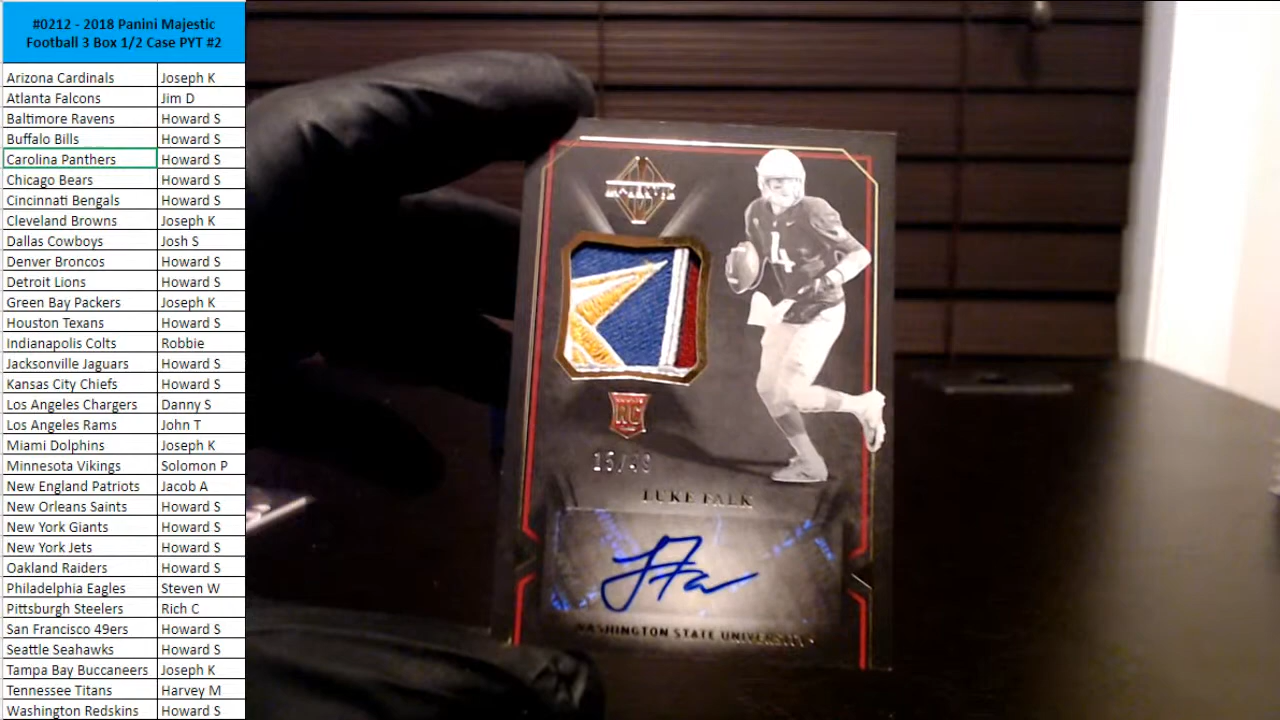 #0212 - 2018 Panini Majestic
Football 3 Box 1/2 Case PYT #2
Arizona Cardinals Joseph K
Atlanta Falcons Jim D
Baltimore Ravens Howard S
Buffalo Bills Howard S
Carolina Panthers Howard S
Chicago Bears Howard S
Cincinnati Bengals Howard S
Cleveland Browns Joseph K
Dallas Cowboys Josh S
Denver Broncos Howard S
Detroit Lions Howard S
Green Bay Packers Joseph K
Houston Texans Howard S
Indianapolis Colts Robbie
Jacksonville Jaguars Howard S
Kansas City Chiefs Howard S
Los Angeles Chargers Danny S
Los Angeles Rams John T
Miami Dolphins Joseph K
Minnesota Vikings Solomon P
New England Patriots Jacob A
New Orleans Saints Howard S
New York Giants Howard S
New York Jets Howard S
Oakland Raiders Howard S
Philadelphia Eagles Steven W
Pittsburgh Steelers Rich C
San Francisco 49ers Howard S
Seattle Seahawks Howard S
Tampa Bay Buccaneers Joseph K
Tennessee Titans Harvey M
Washington Redskins Howard S
MAJESTIC
4
RC
LUKE FALK
WASHINGTON STATE UNIVERSITY